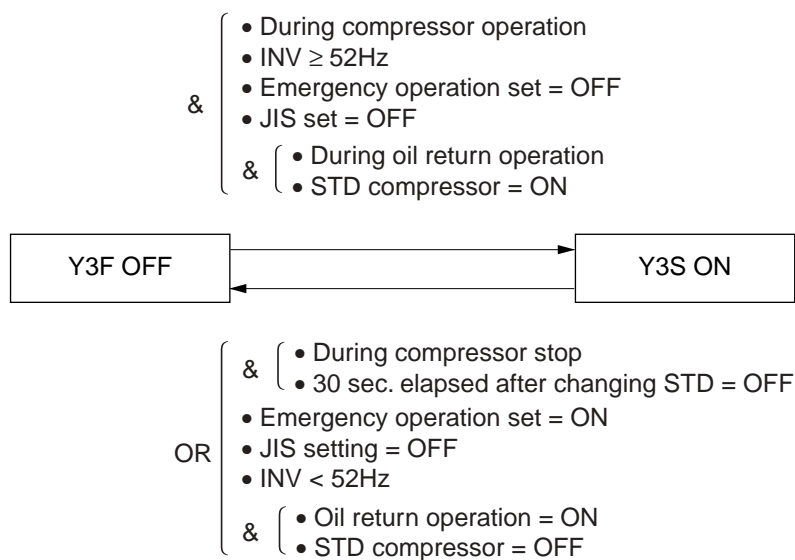 • During compressor operation
• INV ≥ 52Hz
• Emergency operation set = OFF
• JIS set = OFF
&
& • During oil return operation
• STD compressor = ON
Y3F OFF
Y3S ON
& • During compressor stop
• 30 sec. elapsed after changing STD = OFF
• Emergency operation set = ON
OR • JIS setting = OFF
• INV < 52Hz
& • Oil return operation = ON
• STD compressor = OFF